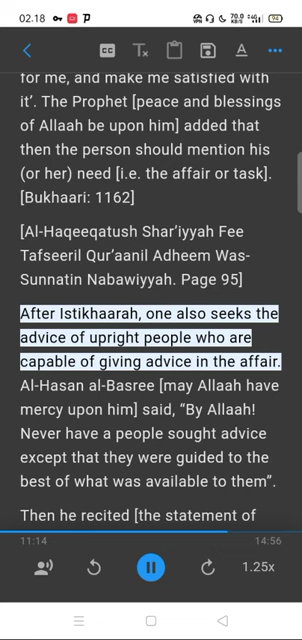 02.18
70.0 KB/S
94
CC
for me, and make me satisfied with
it’. The Prophet [peace and blessings
of Allaah be upon him] added that
then the person should mention his
(or her) need [i.e. the affair or task].
[Bukhaari: 1162]
[Al-Haqeeqatush Shar’iyyah Fee
Tafseeril Qur’aanil Adheem Was-
Sunnatin Nabawiyyah. Page 95]
After Istikhaarah, one also seeks the
advice of upright people who are
capable of giving advice in the affair.
Al-Hasan al-Basree [may Allaah have
mercy upon him] said, “By Allaah!
Never have a people sought advice
except that they were guided to the
best of what was available to them”.
Then he recited [the statement of
11:14
14:56
1.25x